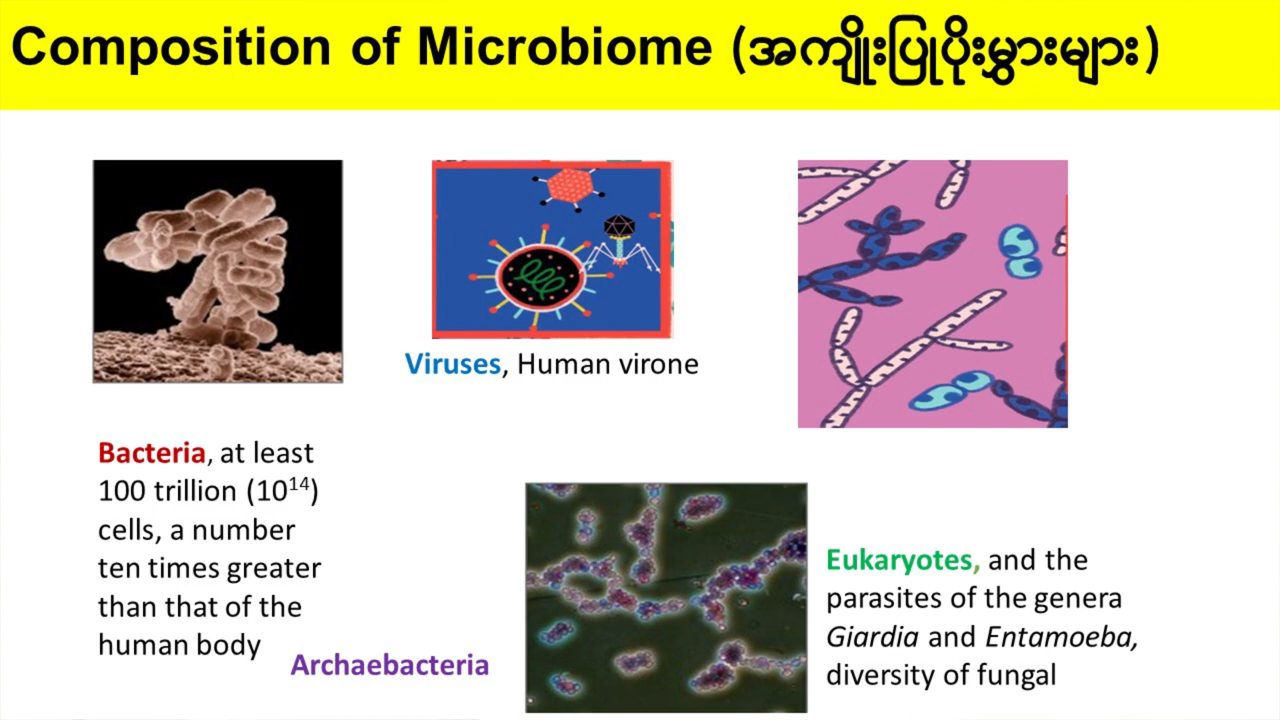 Composition of Microbiome (အကျိုးပြုပိုးမွှားများ)
Viruses, Human virone
Bacteria, at least
100 trillion (10¹⁴)
cells, a number
ten times greater
than that of the
human body
Archaebacteria
Eukaryotes, and the
parasites of the genera
Giardia and Entamoeba,
diversity of fungal